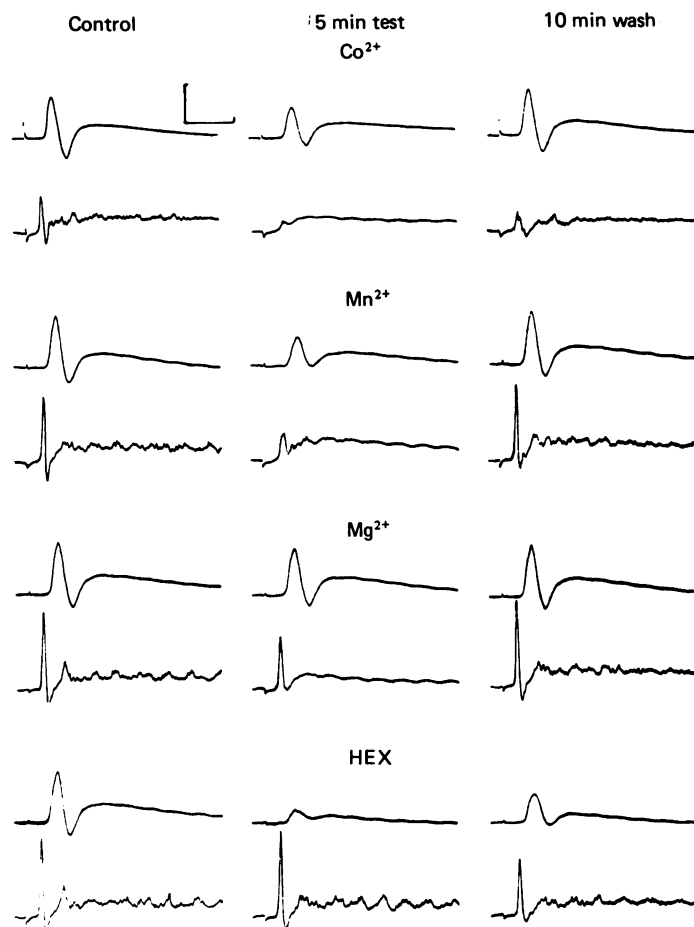 Control
5 min test
10 min wash
Co²⁺
Mn²⁺
Mg²⁺
HEX